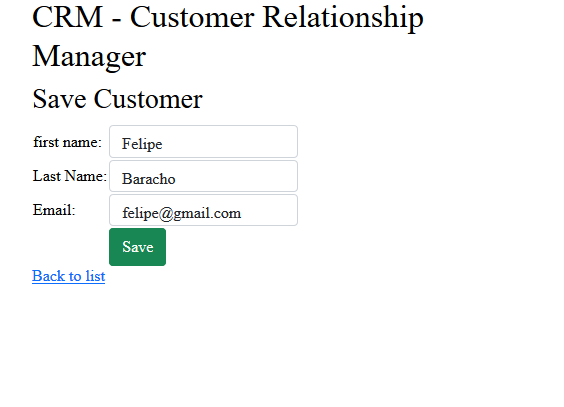 CRM - Customer Relationship
Manager
Save Customer
first name: Felipe
Last Name: Baracho
Email: felipe@gmail.com
Save
Back to list